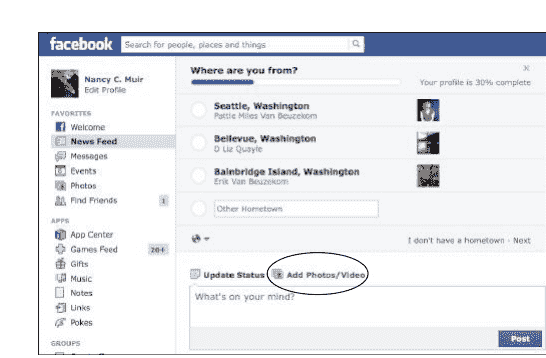 facebook
Search for people, places and things
Nancy C. Muir
Edit Profile
FAVORITES
Welcome
News Feed
Messages
Events
Photos
Find Friends 1
APPS
App Center
Games Feed 20+
Gifts
Music
Notes
Links
Pokes
GROUPS
Where are you from?
Your profile is 30% complete
Seattle, Washington
Pattie Miles Van Beuzekom
Bellevue, Washington
D Liz Quayle
Bainbridge Island, Washington
Erik Van Beuzekom
Other Hometown
I don't have a hometown · Next
Update Status Add Photos/Video
What's on your mind?
Post